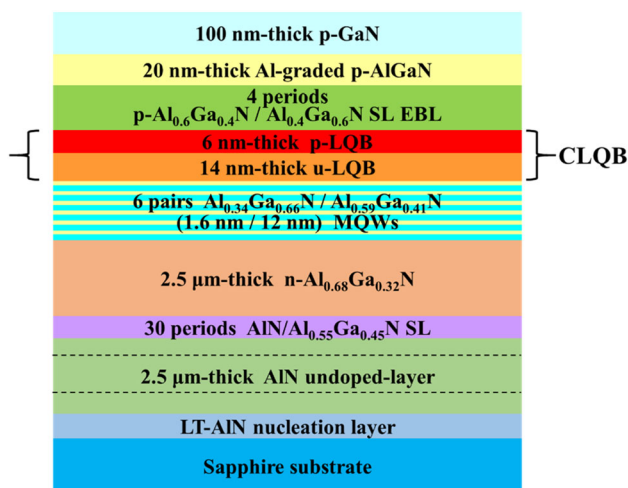 100 nm-thick p-GaN
20 nm-thick Al-graded p-AlGaN
4 periods
p-Al0.6Ga0.4N / Al0.4Ga0.6N SL EBL
6 nm-thick p-LQB
14 nm-thick u-LQB
CLQB
6 pairs Al0.34Ga0.66N / Al0.59Ga0.41N
(1.6 nm / 12 nm) MQWs
2.5 μm-thick n-Al0.68Ga0.32N
30 periods AlN/Al0.55Ga0.45N SL
2.5 μm-thick AlN undoped-layer
LT-AlN nucleation layer
Sapphire substrate